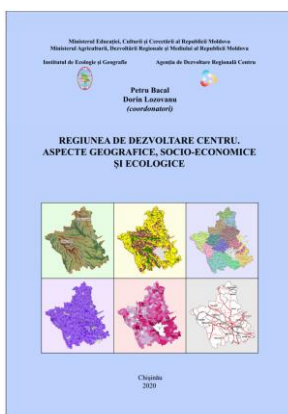 Ministerul Educației, Culturii și Cercetării al Republicii Moldova
Ministerul Agriculturii, Dezvoltării Regionale și Mediului al Republicii Moldova
Institutul de Ecologie și Geografie
Agenția de Dezvoltare Regională Centru
Petru Bacal
Dorin Lozovanu
(coordonatori)
REGIUNEA DE DEZVOLTARE CENTRU.
ASPECTE GEOGRAFICE, SOCIO-ECONOMICE
ȘI ECOLOGICE
Chișinău
2020